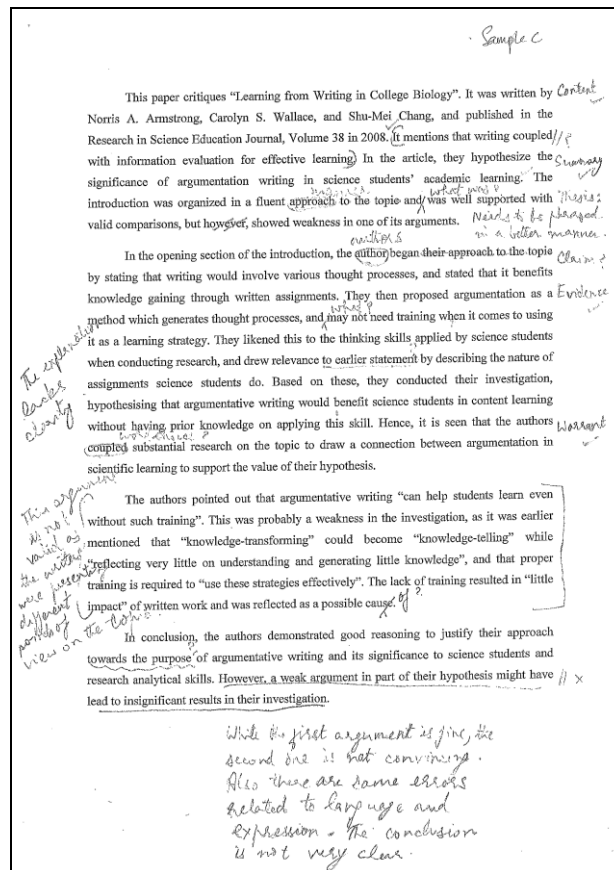 Sample C
This paper critiques “Learning from Writing in College Biology”. It was written by Content
Norris A. Armstrong, Carolyn S. Wallace, and Shu-Mei Chang, and published in the
Research in Science Education Journal, Volume 38 in 2008. It mentions that writing coupled // ?
with information evaluation for effective learning. In the article, they hypothesize the Summary
significance of argumentation writing in science students’ academic learning. The
what was?
introduction was organized in a fluent approach to the topic and was well supported with Thesis:
valid comparisons, but however, showed weakness in one of its arguments. Needs to be phrased
in a better manner.
authors
In the opening section of the introduction, the author began their approach to the topic Claim?
by stating that writing would involve various thought processes, and stated that it benefits
knowledge gaining through written assignments. They then proposed argumentation as a Evidence
what?
method which generates thought processes, and may not need training when it comes to using
it as a learning strategy. They likened this to the thinking skills applied by science students
when conducting research, and drew relevance to earlier statement by describing the nature of
assignments science students do. Based on these, they conducted their investigation,
hypothesising that argumentative writing would benefit science students in content learning
without having prior knowledge on applying this skill. Hence, it is seen that the authors Warrant
word choice?
coupled substantial research on the topic to draw a connection between argumentation in
scientific learning to support the value of their hypothesis.
The explanation
lacks
clarity
The authors pointed out that argumentative writing “can help students learn even
without such training”. This was probably a weakness in the investigation, as it was earlier
mentioned that “knowledge-transforming” could become “knowledge-telling” while
“reflecting very little on understanding and generating little knowledge”, and that proper
training is required to “use these strategies effectively”. The lack of training resulted in “little
impact” of written work and was reflected as a possible cause. of?
This argument
is not
valid as
the writers
were presenting
different
points of
view on the topic
In conclusion, the authors demonstrated good reasoning to justify their approach
towards the purpose of argumentative writing and its significance to science students and
research analytical skills. However, a weak argument in part of their hypothesis might have // x
lead to insignificant results in their investigation.
While the first argument is fine, the
second one is not convincing.
Also there are some errors
related to language and
expression. The conclusion
is not very clear.